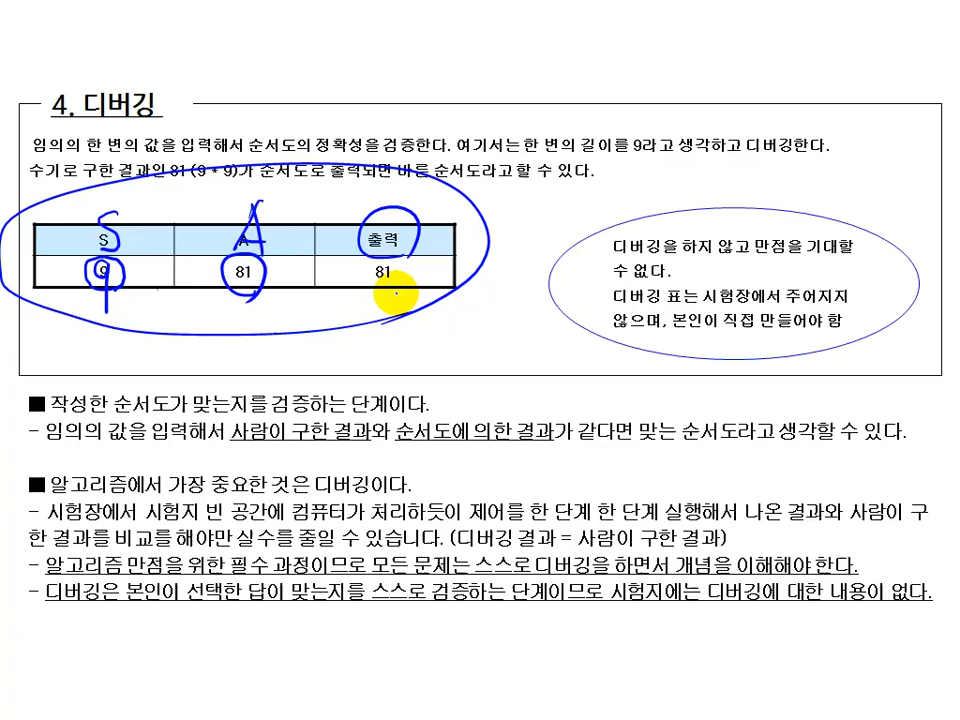 4. 디버깅
임의의 한 변의 값을 입력해서 순서도의 정확성을 검증한다. 여기서는 한 변의 길이를 9라고 생각하고 디버깅한다.
수기로 구한 결과인 81 (9 * 9)가 순서도로 출력되면 바른 순서도라고 할 수 있다.
S A
S A 출력
9 81 81
9
디버깅을 하지 않고 만점을 기대할
수 없다.
디버깅 표는 시험장에서 주어지지
않으며, 본인이 직접 만들어야 함
■ 작성한 순서도가 맞는지를 검증하는 단계이다.
- 임의의 값을 입력해서 사람이 구한 결과와 순서도에 의한 결과가 같다면 맞는 순서도라고 생각할 수 있다.
■ 알고리즘에서 가장 중요한 것은 디버깅이다.
- 시험장에서 시험지 빈 공간에 컴퓨터가 처리하듯이 제어를 한 단계 한 단계 실행해서 나온 결과와 사람이 구
한 결과를 비교를 해야만 실수를 줄일 수 있습니다. (디버깅 결과 = 사람이 구한 결과)
- 알고리즘 만점을 위한 필수 과정이므로 모든 문제는 스스로 디버깅을 하면서 개념을 이해해야 한다.
- 디버깅은 본인이 선택한 답이 맞는지를 스스로 검증하는 단계이므로 시험지에는 디버깅에 대한 내용이 없다.